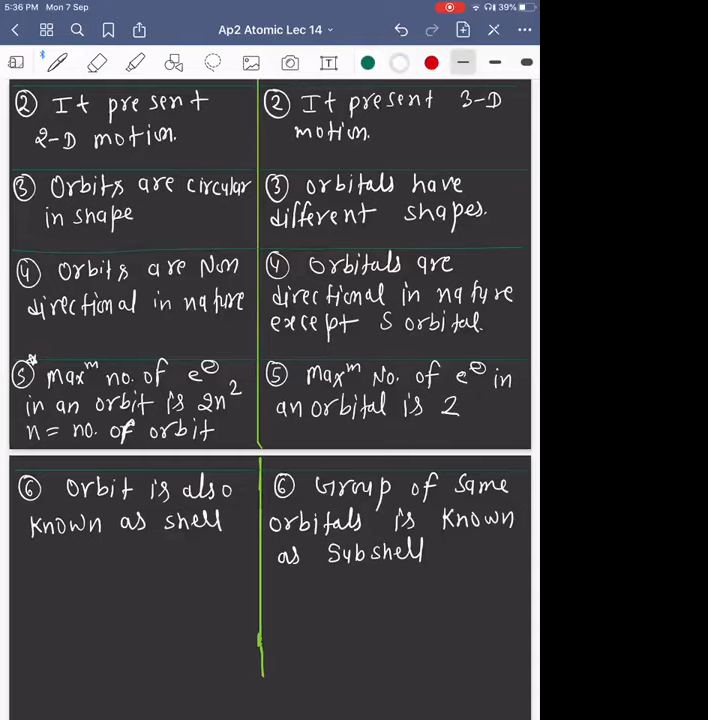 5:36 PM Mon 7 Sep
39%
Ap2 Atomic Lec 14
② It present
2-D motion.
③ Orbits are circular
in shape
④ Orbits are Non
directional in nature
⑤* Maxᵐ no. of e⊖
in an orbit is 2n²
n = no. of orbit
⑥ Orbit is also
known as shell
② It present 3-D
motion.
③ orbitals have
different shapes.
④ Orbitals are
directional in nature
except S orbital.
⑤ Maxᵐ No. of e⊖ in
an orbital is 2
⑥ Group of same
orbitals is known
as Subshell